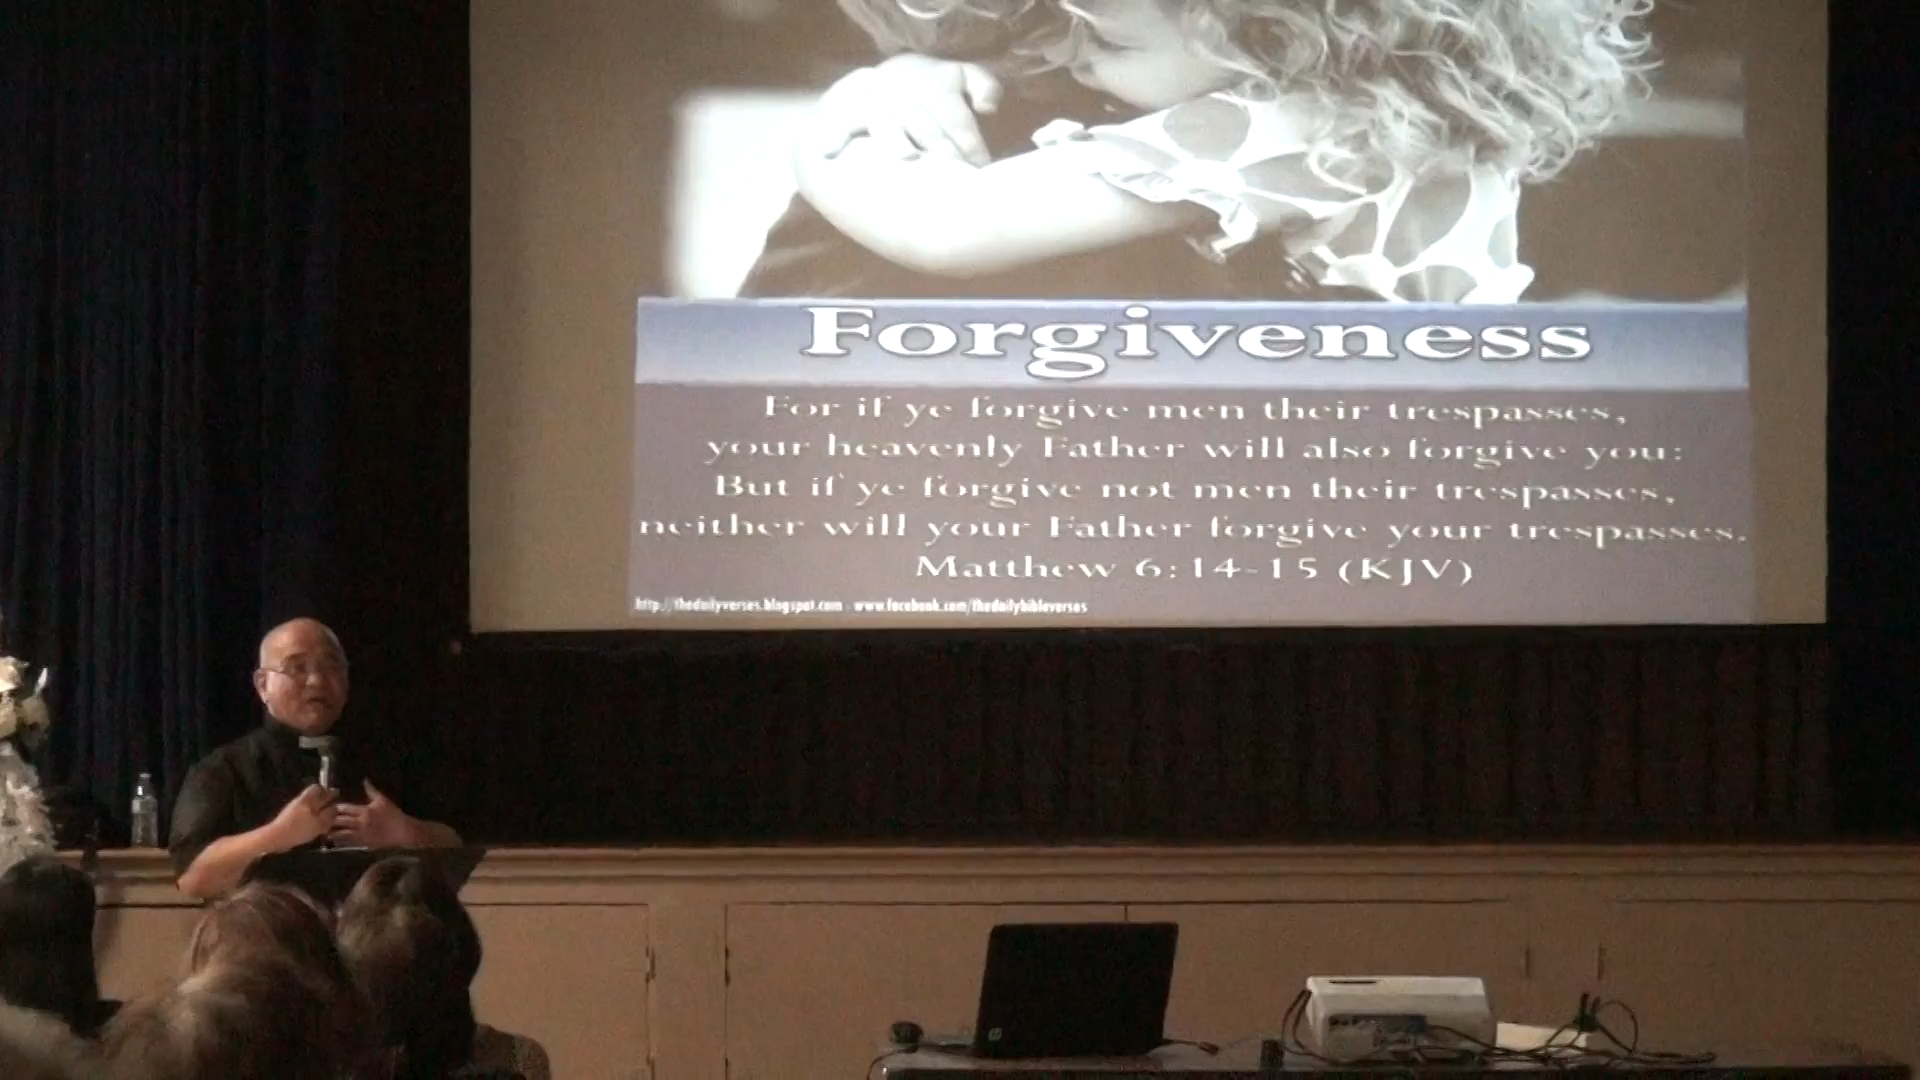 Forgiveness
For if ye forgive men their trespasses,
your heavenly Father will also forgive you:
But if ye forgive not men their trespasses,
neither will your Father forgive your trespasses.
Matthew 6:14-15 (KJV)
http://thedailyverses.blogspot.com - www.facebook.com/thedailybibleverses